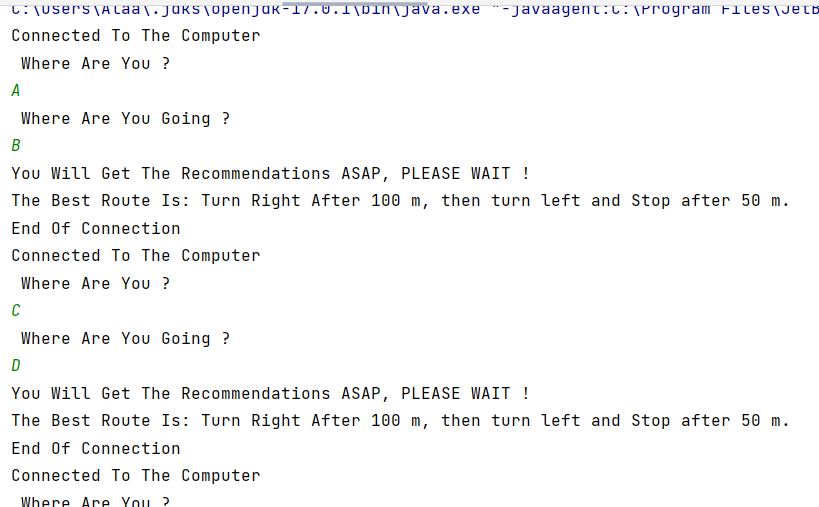 C:\Users\Alaa\.jdks\openjdk-17.0.1\bin\java.exe "-javaagent:C:\Program Files\JetB
Connected To The Computer
Where Are You ?
A
Where Are You Going ?
B
You Will Get The Recommendations ASAP, PLEASE WAIT !
The Best Route Is: Turn Right After 100 m, then turn left and Stop after 50 m.
End Of Connection
Connected To The Computer
Where Are You ?
C
Where Are You Going ?
D
You Will Get The Recommendations ASAP, PLEASE WAIT !
The Best Route Is: Turn Right After 100 m, then turn left and Stop after 50 m.
End Of Connection
Connected To The Computer
Where Are You ?